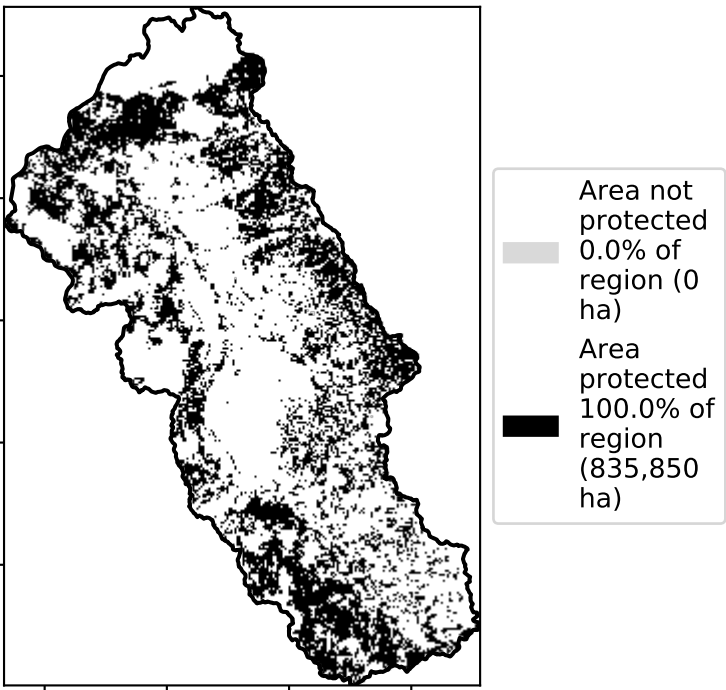 Area not
protected
0.0% of
region (0
ha)
Area
protected
100.0% of
region
(835,850
ha)